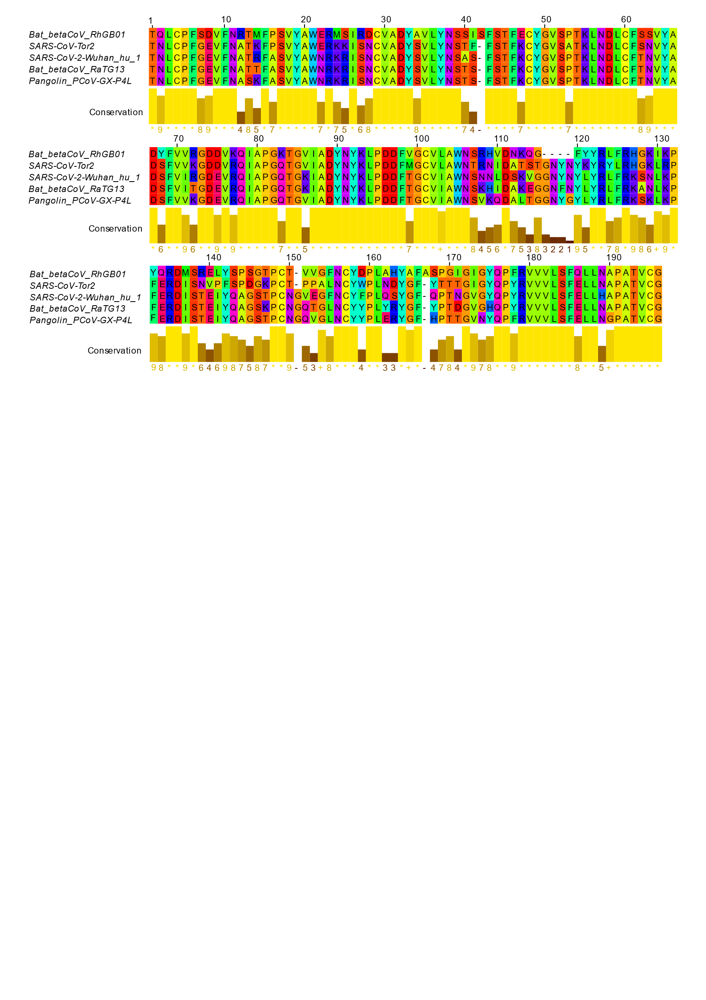 1 10 20 30 40 50 60
Bat_betaCoV_RhGB01 TQLCPFSDVFNRTMFPSVYAWERMSIRDCVADYAVLYNSSISFSTFECYGVSPTKLNDLCFSSVYA
SARS-CoV-Tor2 TNLCPFGEVFNATKFPSVYAWERKKISNCVADYSVLYNSTF-FSTFKCYGVSATKLNDLCFSNVYA
SARS-CoV-2-Wuhan_hu_1 TNLCPFGEVFNATRFASVYAWNRKRISNCVADYSVLYNSAS-FSTFKCYGVSPTKLNDLCFTNVYA
Bat_betaCoV_RaTG13 TNLCPFGEVFNATTFASVYAWNRKRISNCVADYSVLYNSTS-FSTFKCYGVSPTKLNDLCFTNVYA
Pangolin_PCoV-GX-P4L TNLCPFGEVFNASKFASVYAWNRKRISNCVADYSVLYNSTS-FSTFKCYGVSPTKLNDLCFTNVYA
Conservation
*9****89***485*7*****7*75*68*****8*****74-****7*****7********89***
70 80 90 100 110 120 130
Bat_betaCoV_RhGB01 DYFVVRGDDVKQIAPGKTGVIADYNYKLPDDFVGCVLAWNSRHVDNKQG----FYYRLFRHGKIKP
SARS-CoV-Tor2 DSFVVKGDDVRQIAPGQTGVIADYNYKLPDDFMGCVLAWNTRNIDATSTGNYNYKYRYLRHGKLRP
SARS-CoV-2-Wuhan_hu_1 DSFVIRGDEVRQIAPGQTGKIADYNYKLPDDFTGCVIAWNSNNLDSKVGGNYNYLYRLFRKSNLKP
Bat_betaCoV_RaTG13 DSFVITGDEVRQIAPGQTGKIADYNYKLPDDFTGCVIAWNSKHIDAKEGGNFNYLYRLFRKANLKP
Pangolin_PCoV-GX-P4L DSFVVKGDEVRQIAPGQTGVIADYNYKLPDDFTGCVIAWNSVKQDALTGGNYGYLYRLFRKSKLKP
Conservation
*6**96**9*9*****7**5************7***+***8456*75383222195**78*986+9*
140 150 160 170 180 190
Bat_betaCoV_RhGB01 YQRDMSRELYSPSGTPCT-VVGFNCYDPLAHYAFASPGIGIGYQPFRVVVLSFQLLNAPATVCG
SARS-CoV-Tor2 FERDISNVPFSPDGKPCT-PPALNCYWPLNDYGF-YTTTGIGYQPYRVVVLSFELLNAPATVCG
SARS-CoV-2-Wuhan_hu_1 FERDISTEIYQAGSTPCNGVEGFNCYFPLQSYGF-QPTNGVGYQPYRVVVLSFELLHAPATVCG
Bat_betaCoV_RaTG13 FERDISTEIYQAGSKPCNGQTGLNCYYPLYRYGF-YPTDGVGHQPYRVVVLSFELLNAPATVCG
Pangolin_PCoV-GX-P4L FERDISTEIYQAGSTPCNGQVGLNCYYPLERYGF-HPTTGVNYQPFRVVVLSFELLNGPATVCG
Conservation
98**9*64698758 7**9-53+8***4**33*+*-4784*978**9*******8**5+******